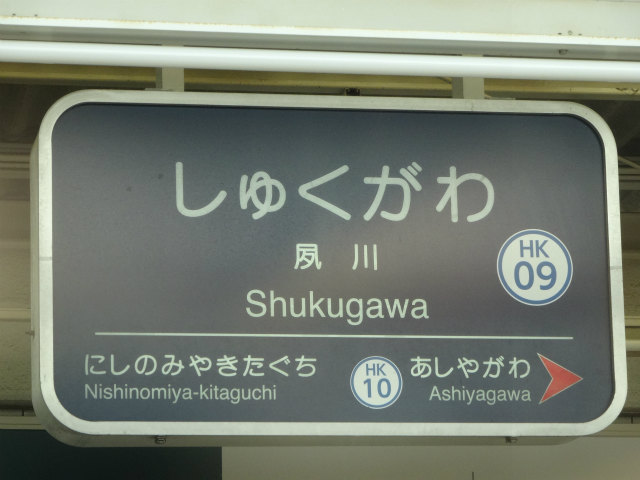 しゅくがわ
夙川
HK
09
Shukugawa
にしのみやきたぐち
Nishinomiya-kitaguchi
HK
10
あしやがわ
Ashiyagawa